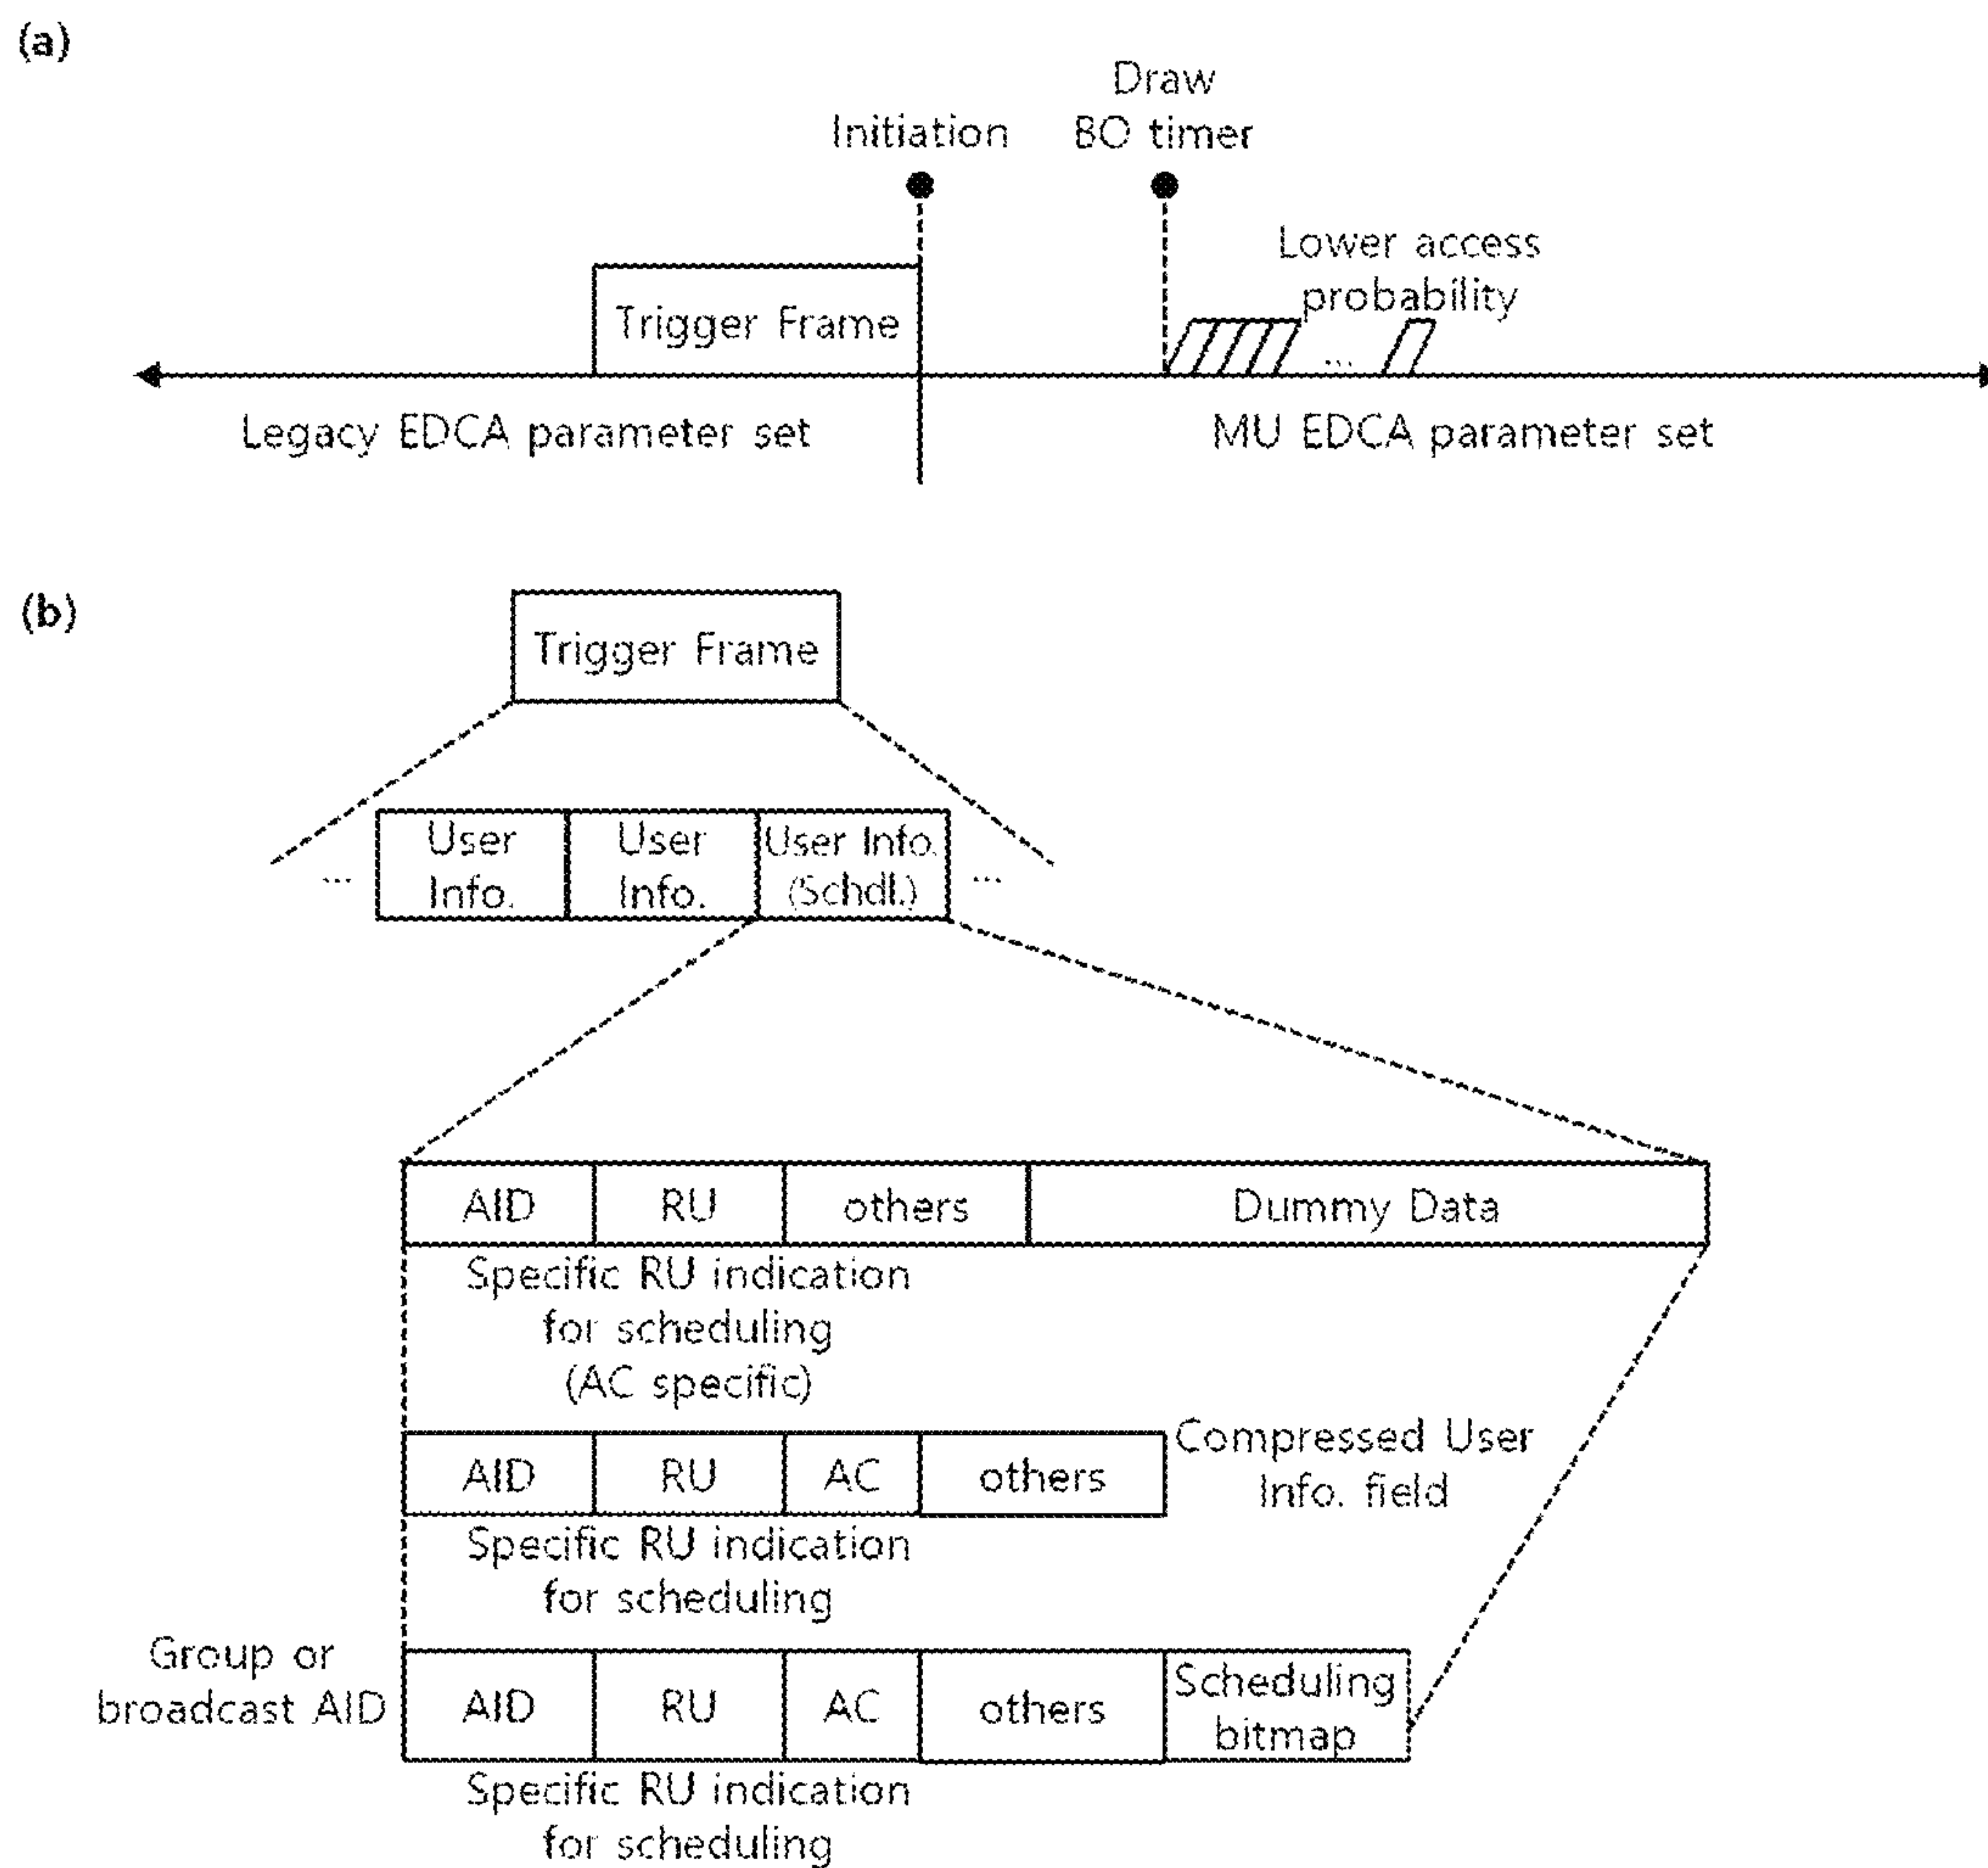 (a)
Draw
Initiation BO timer
Lower access
probability
Trigger Frame
...
Legacy EDCA parameter set MU EDCA parameter set
(b)
Trigger Frame
User User User Info.
... Info. Info. (Schdl.) ...
AID RU others Dummy Data
Specific RU indication
for scheduling
(AC specific)
AID RU AC others
Compressed User
Info. field
Specific RU indication
for scheduling
Group or
broadcast AID
AID RU AC others
Scheduling
bitmap
Specific RU indication
for scheduling